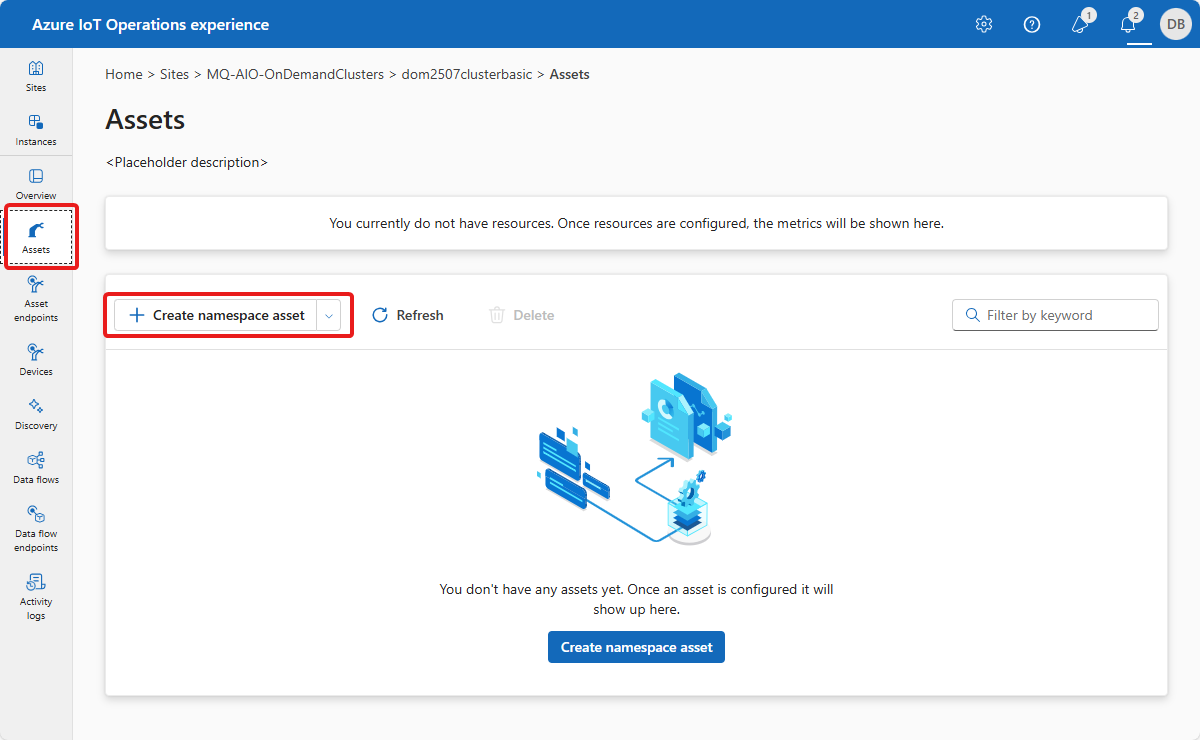 Azure IoT Operations experience
1
2
DB
Sites
Instances
Overview
Assets
Asset
endpoints
Devices
Discovery
Data flows
Data flow
endpoints
Activity
logs
Home > Sites > MQ-AIO-OnDemandClusters > dom2507clusterbasic > Assets
Assets
<Placeholder description>
You currently do not have resources. Once resources are configured, the metrics will be shown here.
Create namespace asset
Refresh
Delete
Filter by keyword
You don't have any assets yet. Once an asset is configured it will
show up here.
Create namespace asset